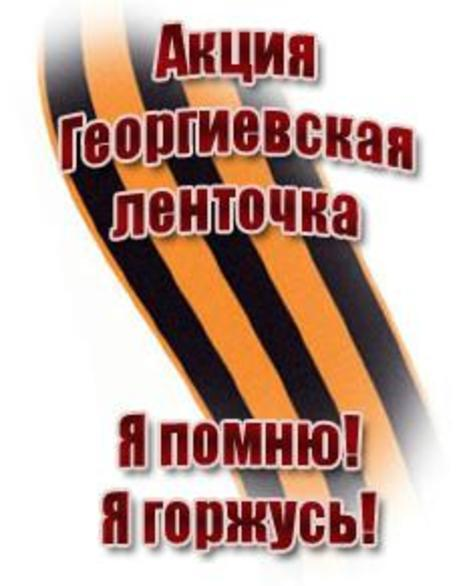 Акция
Георгиевская
ленточка
Я помню!
Я горжусь!